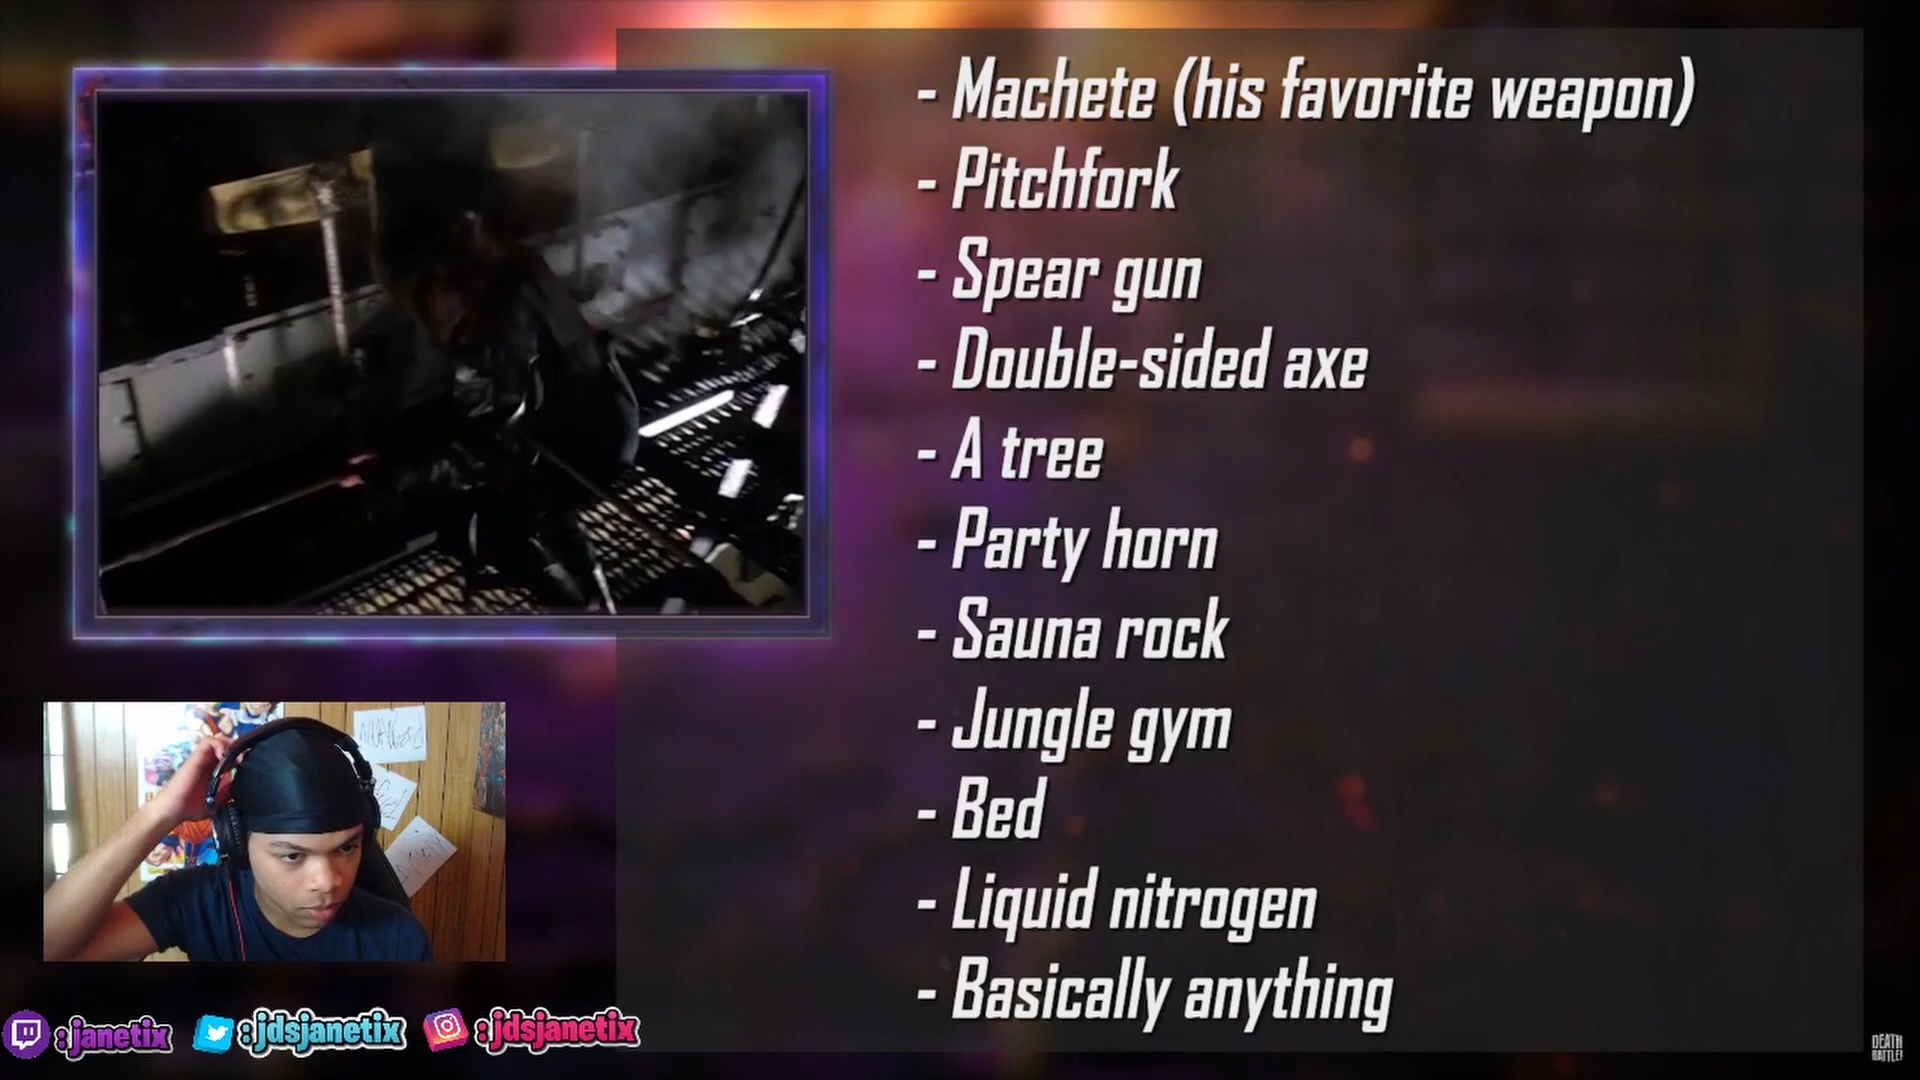 - Machete (his favorite weapon)
- Pitchfork
- Spear gun
- Double-sided axe
- A tree
- Party horn
- Sauna rock
- Jungle gym
- Bed
- Liquid nitrogen
- Basically anything
:janetix :jdsjanetix :jdsjanetix
DEATH
BATTLE!